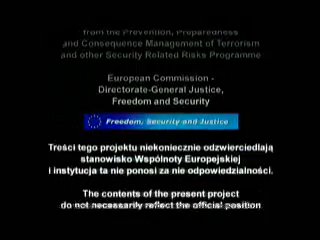 from the Prevention, Preparedness
and Consequence Management of Terrorism
and other Security Related Risks Programme
European Commission -
Directorate-General Justice,
Freedom and Security
Freedom, Security and Justice
Treści tego projektu niekoniecznie odzwierciedlają
stanowisko Wspólnoty Europejskiej
i instytucja ta nie ponosi za nie odpowiedzialności.
The contents of the present project
do not necessarily reflect the official position